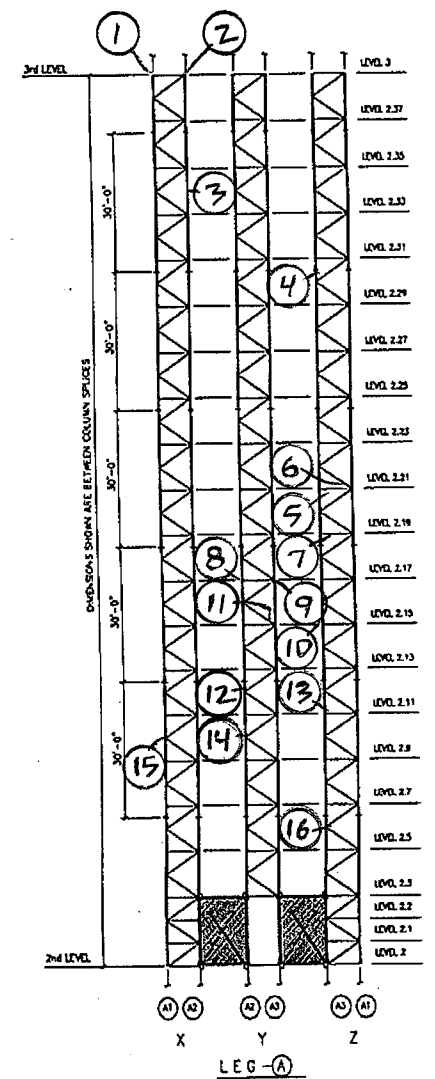 1
2
3rd LEVEL
LEVEL 3
LEVEL 2.37
LEVEL 2.35
3
LEVEL 2.33
30'-0"
LEVEL 2.31
4
LEVEL 2.29
30'-0"
LEVEL 2.27
LEVEL 2.25
DIMENSIONS SHOWN ARE BETWEEN COLUMN SPLICES
LEVEL 2.23
6
LEVEL 2.21
30'-0"
5
LEVEL 2.19
7
8
LEVEL 2.17
11
9
LEVEL 2.15
30'-0"
10
LEVEL 2.13
12
13
LEVEL 2.11
14
30'-0"
15
LEVEL 2.9
LEVEL 2.7
16
LEVEL 2.5
LEVEL 2.3
LEVEL 2.2
LEVEL 2.1
2nd LEVEL
LEVEL 2
A1 A2 A2 A3 A3 A1
X Y Z
LEG-A